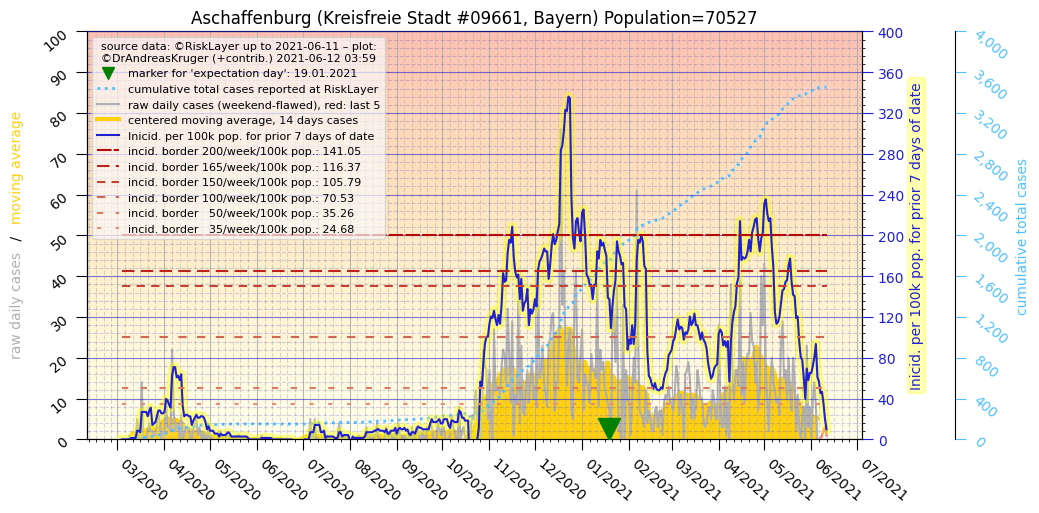 Aschaffenburg (Kreisfreie Stadt #09661, Bayern) Population=70527
source data: ©RiskLayer up to 2021-06-11 – plot:
©DrAndreasKruger (+contrib.) 2021-06-12 03:59
marker for 'expectation day': 19.01.2021
cumulative total cases reported at RiskLayer
raw daily cases (weekend-flawed), red: last 5
centered moving average, 14 days cases
Inicid. per 100k pop. for prior 7 days of date
incid. border 200/week/100k pop.: 141.05
incid. border 165/week/100k pop.: 116.37
incid. border 150/week/100k pop.: 105.79
incid. border 100/week/100k pop.: 70.53
incid. border   50/week/100k pop.: 35.26
incid. border   35/week/100k pop.: 24.68
raw daily cases / moving average
100
90
80
70
60
50
40
30
20
10
0
400
360
320
280
240
200
160
120
80
40
0
Inicid. per 100k pop. for prior 7 days of date
4,000
3,600
3,200
2,800
2,400
2,000
1,600
1,200
800
400
0
cumulative total cases
03/2020
04/2020
05/2020
06/2020
07/2020
08/2020
09/2020
10/2020
11/2020
12/2020
01/2021
02/2021
03/2021
04/2021
05/2021
06/2021
07/2021